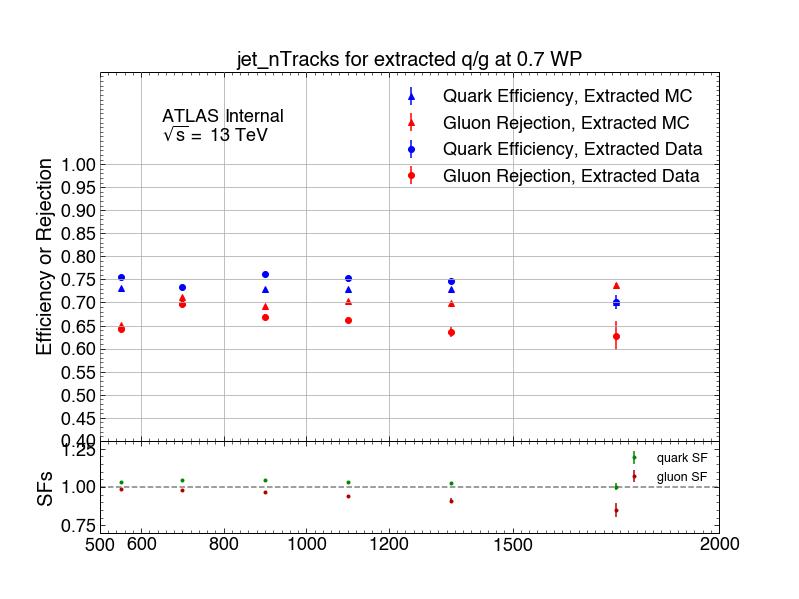 jet_nTracks for extracted q/g at 0.7 WP
ATLAS Internal
√s = 13 TeV
Quark Efficiency, Extracted MC
Gluon Rejection, Extracted MC
Quark Efficiency, Extracted Data
Gluon Rejection, Extracted Data
Efficiency or Rejection
1.00
0.95
0.90
0.85
0.80
0.75
0.70
0.65
0.60
0.55
0.50
0.45
0.40
SFs
1.25
1.00
0.75
quark SF
gluon SF
500 600 800 1000 1200 1500 2000